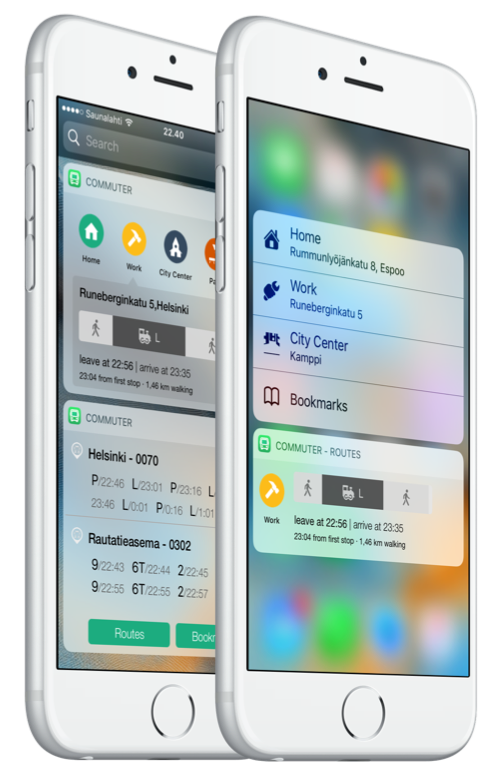 Saunalahti
22.40
Search
COMMUTER
Home
Work
City Center
Runeberginkatu 5,Helsinki
L
leave at 22:56 | arrive at 23:35
23:04 from first stop · 1,46 km walking
COMMUTER
Helsinki - 0070
P/22:46 L/23:01 P/23:16 L
23:46 L/0:01 P/0:16 L/1:01
Rautatieasema - 0302
9/22:43 6T/22:44 2/22:45
9/22:55 6T/22:55 2/22:57
Routes
Home
Rummunlyöjänkatu 8, Espoo
Work
Runeberginkatu 5
City Center
Kamppi
Bookmarks
COMMUTER - ROUTES
L
Work
leave at 22:56 | arrive at 23:35
23:04 from first stop · 1,46 km walking